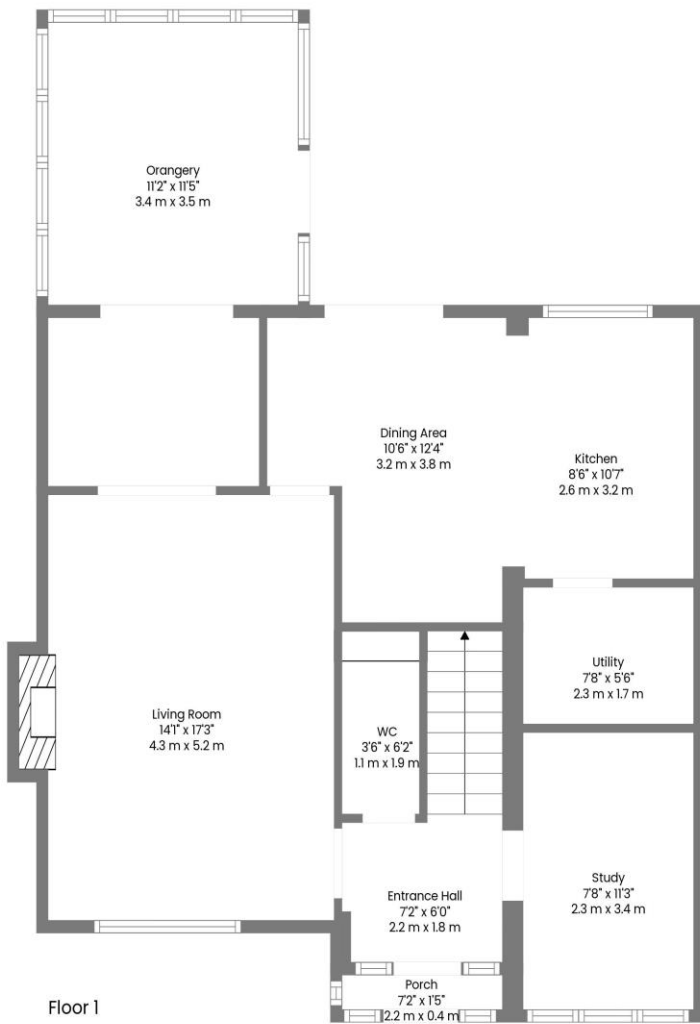 Orangery
11'2" x 11'5"
3.4 m x 3.5 m
Dining Area
10'6" x 12'4"
3.2 m x 3.8 m
Kitchen
8'6" x 10'7"
2.6 m x 3.2 m
Utility
7'8" x 5'6"
2.3 m x 1.7 m
Living Room
14'1" x 17'3"
4.3 m x 5.2 m
WC
3'6" x 6'2"
1.1 m x 1.9 m
Study
7'8" x 11'3"
2.3 m x 3.4 m
Entrance Hall
7'2" x 6'0"
2.2 m x 1.8 m
Porch
7'2" x 1'5"
2.2 m x 0.4 m
Floor 1